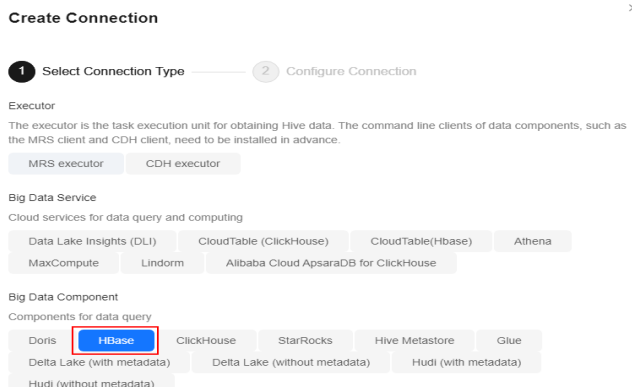 Create Connection
1 Select Connection Type 2 Configure Connection
Executor
The executor is the task execution unit for obtaining Hive data. The command line clients of data components, such as
the MRS client and CDH client, need to be installed in advance.
MRS executor CDH executor
Big Data Service
Cloud services for data query and computing
Data Lake Insights (DLI) CloudTable (ClickHouse) CloudTable(Hbase) Athena
MaxCompute Lindorm Alibaba Cloud ApsaraDB for ClickHouse
Big Data Component
Components for data query
Doris HBase ClickHouse StarRocks Hive Metastore Glue
Delta Lake (with metadata) Delta Lake (without metadata) Hudi (with metadata)
Hudi (without metadata)